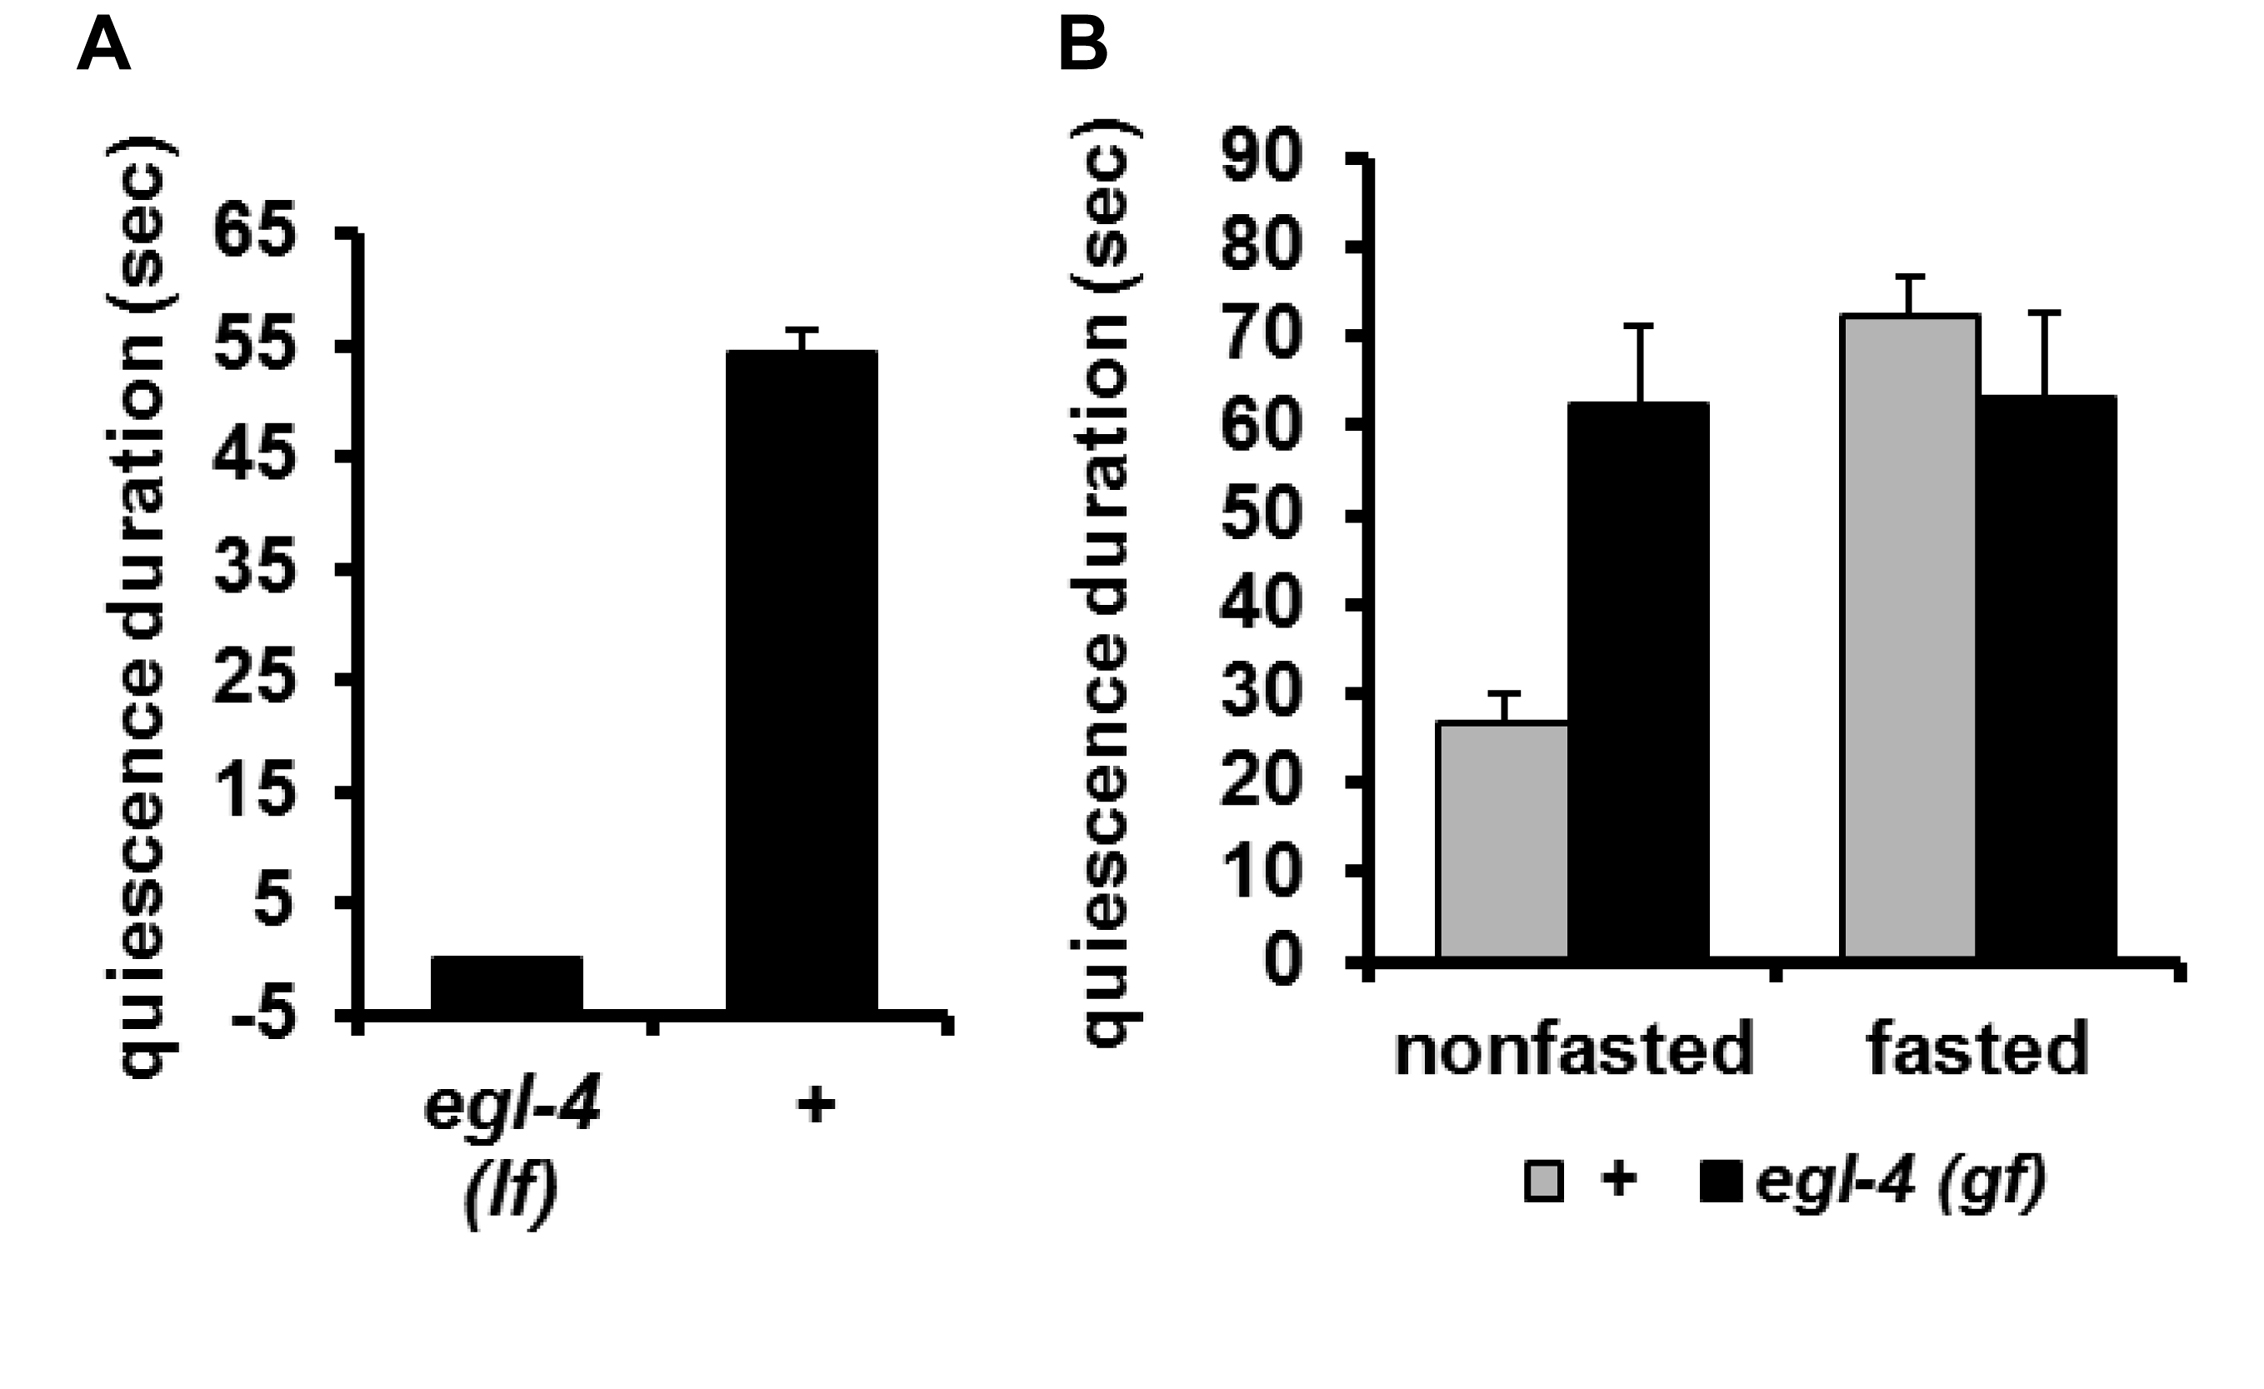 A
quiescence duration (sec)
65
55
45
35
25
15
5
-5
egl-4
(lf)
+
B
quiescence duration (sec)
90
80
70
60
50
40
30
20
10
0
nonfasted fasted
+ egl-4 (gf)